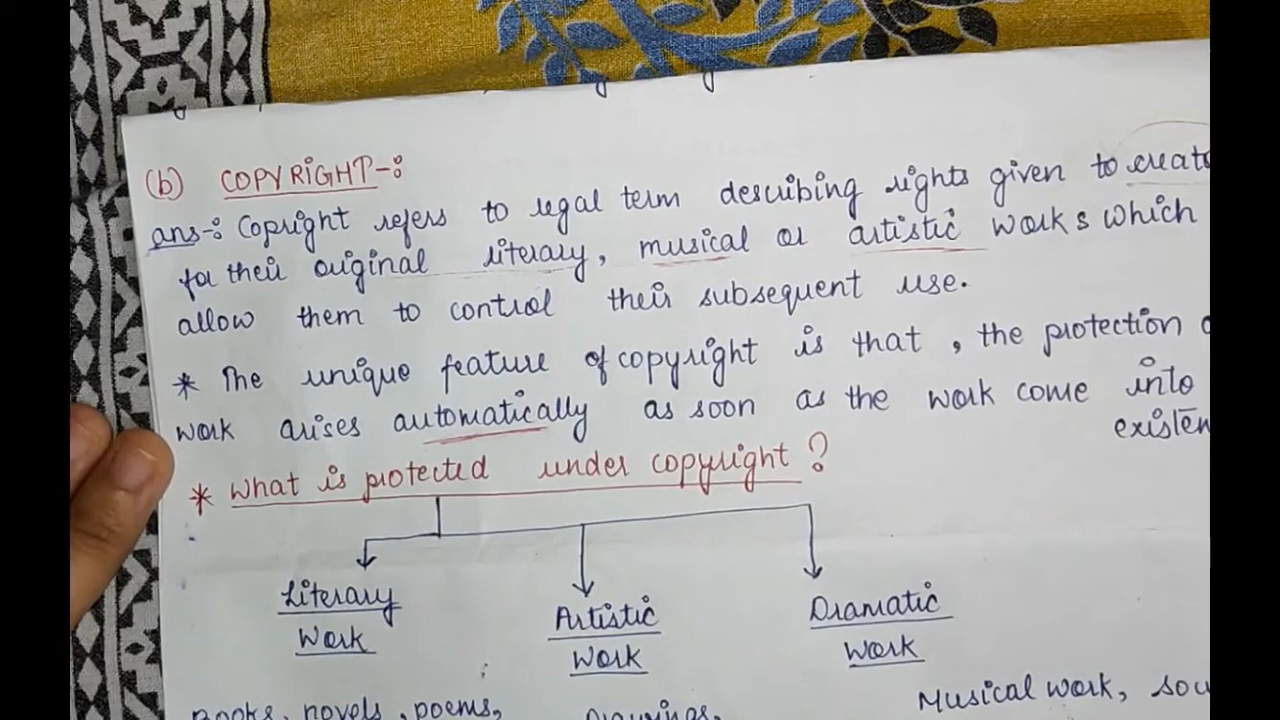 (b) COPYRiGHT-:
ans-: Copright refers to legal term describing rights given to creato
for their original literary, musical or artistic works which
allow them to control their subsequent use.
* The unique feature of copyright is that, the protection o
work arises automatically as soon as the work come into
existen
* What is protected under copyright?
Literary Work
Artistic Work
Dramatic Work
Books, novels, poems,
Drawings,
Musical work, sou